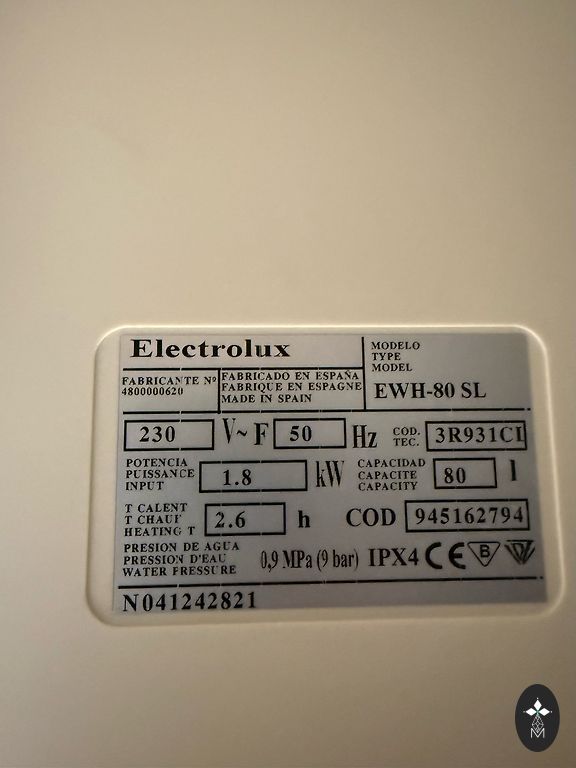 Electrolux
MODELO
TYPE
MODEL
EWH-80 SL
FABRICANTE Nº
4800000620
FABRICADO EN ESPAÑA
FABRIQUE EN ESPAGNE
MADE IN SPAIN
230 V~ F 50 Hz
COD.
TEC.
3R931CI
POTENCIA
PUISSANCE
INPUT
1.8 kW
CAPACIDAD
CAPACITE
CAPACITY
80 l
T CALENT
T CHAUF
HEATING T
2.6 h
COD 945162794
PRESION DE AGUA
PRESSION D'EAU
WATER PRESSURE
0,9 MPa (9 bar) IPX4 CE B
N041242821
M